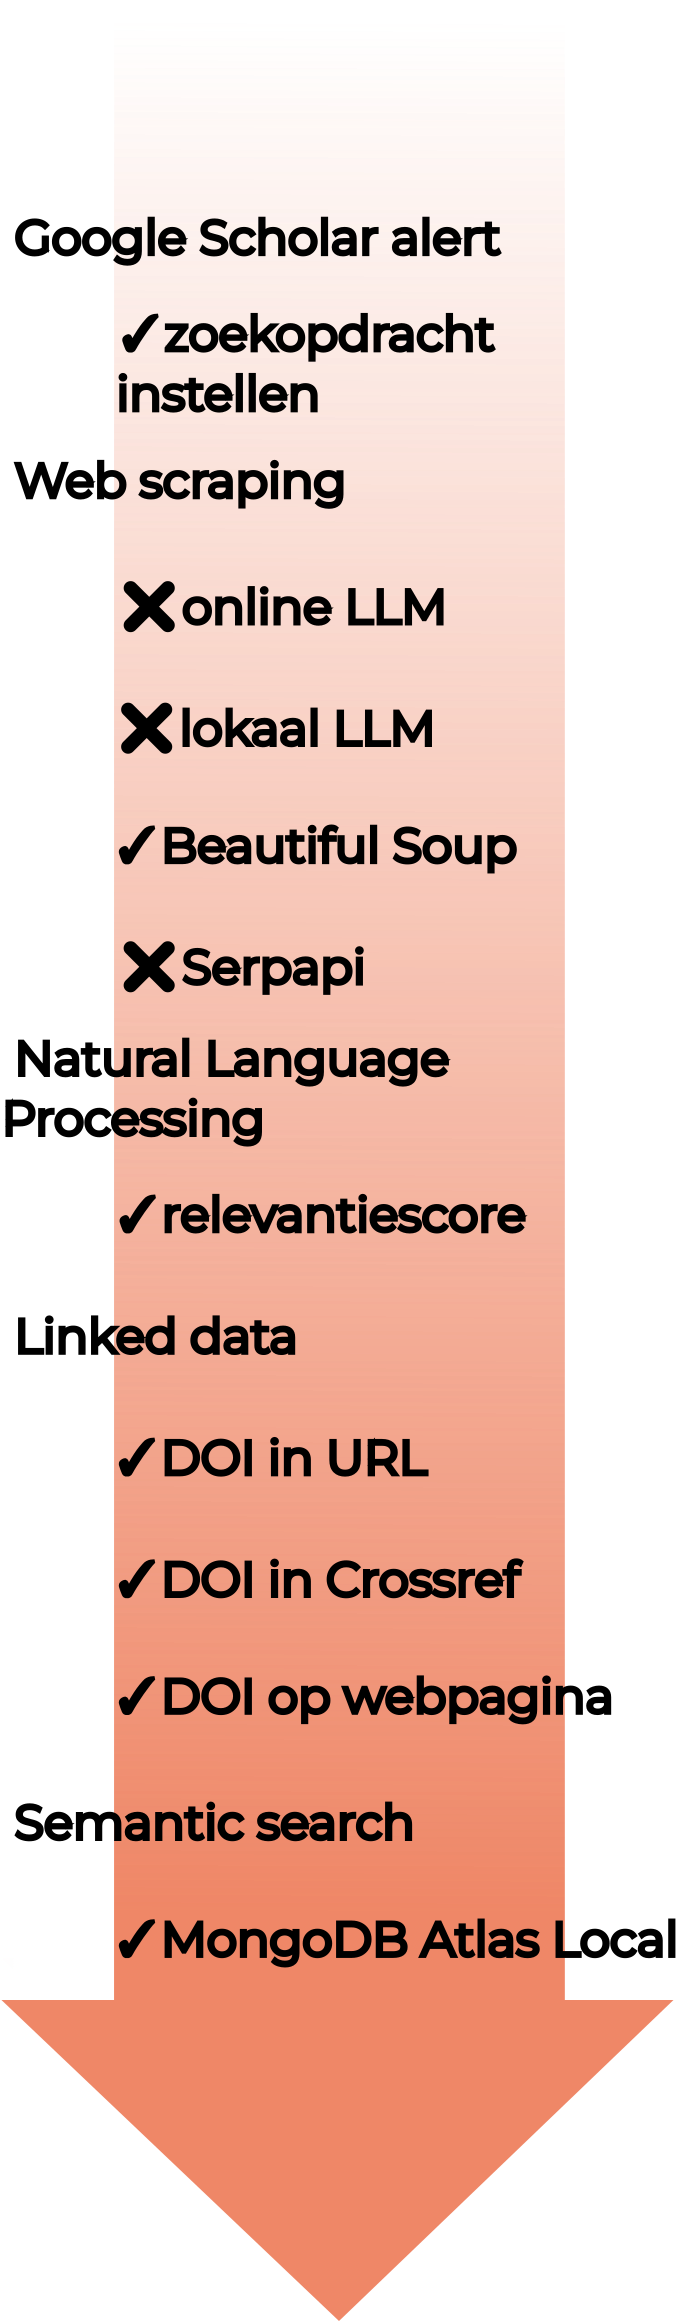 Google Scholar alert
✓zoekopdracht
instellen
Web scraping
✗online LLM
✗lokaal LLM
✓Beautiful Soup
✗Serpapi
Natural Language
Processing
✓relevantiescore
Linked data
✓DOI in URL
✓DOI in Crossref
✓DOI op webpagina
Semantic search
✓MongoDB Atlas Local